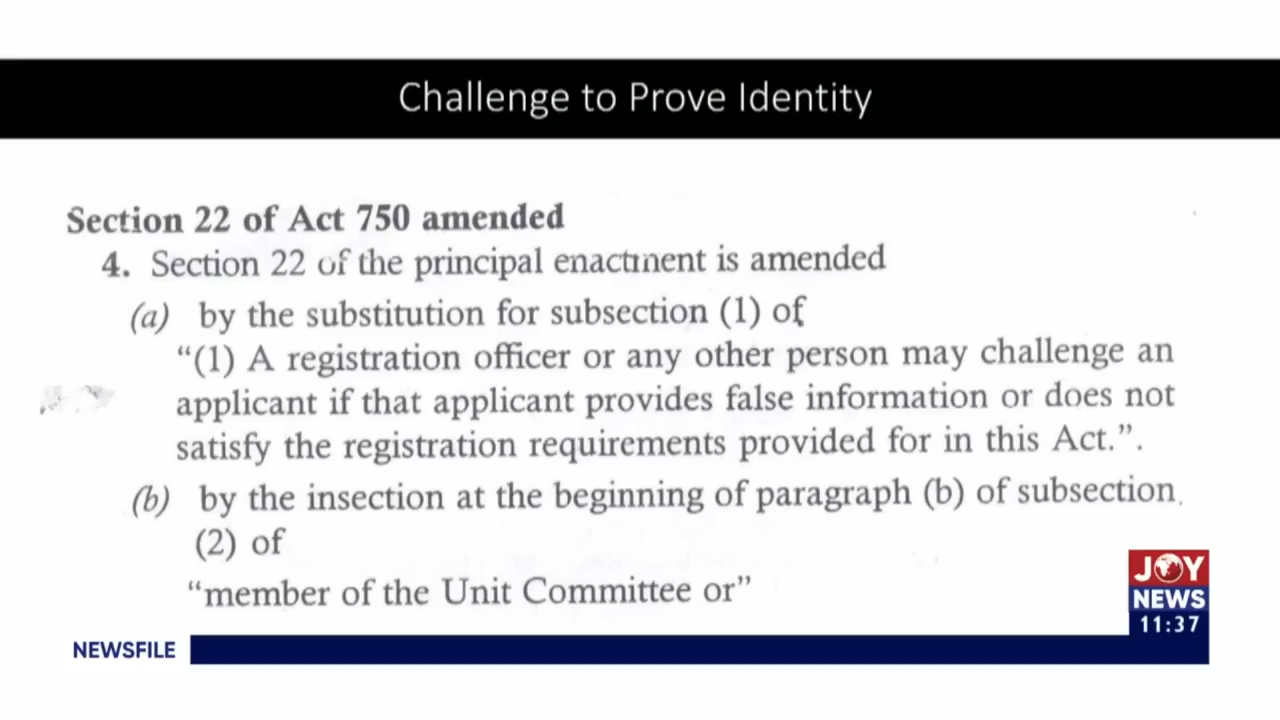 Challenge to Prove Identity
Section 22 of Act 750 amended
4. Section 22 of the principal enactment is amended
(a) by the substitution for subsection (1) of
“(1) A registration officer or any other person may challenge an
applicant if that applicant provides false information or does not
satisfy the registration requirements provided for in this Act.”.
(b) by the insection at the beginning of paragraph (b) of subsection
(2) of
“member of the Unit Committee or”
JOY
NEWS
11:37
NEWSFILE